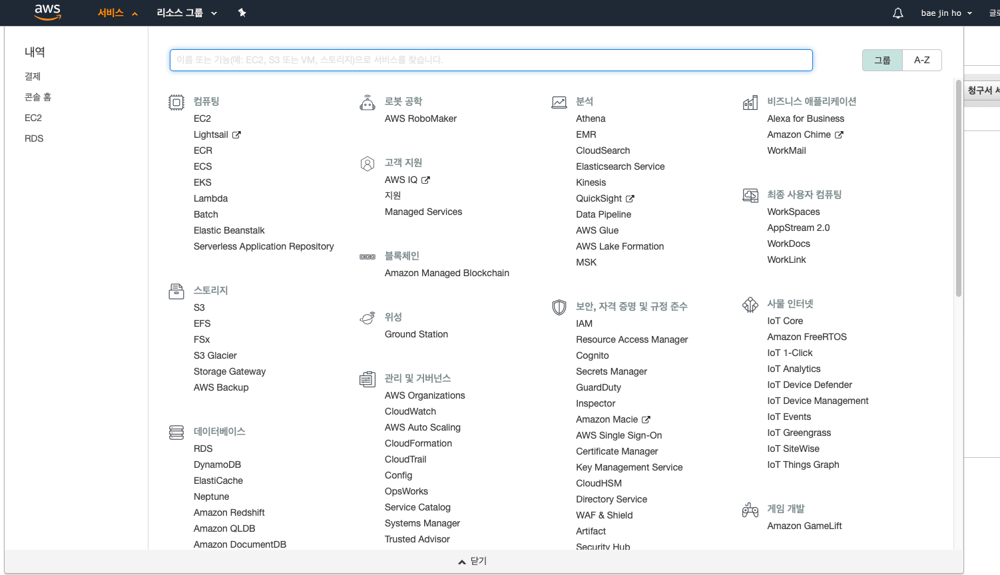 aws
서비스
리소스 그룹
bae jin ho
글로
내역
결제
콘솔 홈
EC2
RDS
이름 또는 기능(예: EC2, S3 또는 VM, 스토리지)으로 서비스를 찾습니다.
그룹
A-Z
청구서 서
컴퓨팅
EC2
Lightsail
ECR
ECS
EKS
Lambda
Batch
Elastic Beanstalk
Serverless Application Repository
스토리지
S3
EFS
FSx
S3 Glacier
Storage Gateway
AWS Backup
데이터베이스
RDS
DynamoDB
ElastiCache
Neptune
Amazon Redshift
Amazon QLDB
Amazon DocumentDB
로봇 공학
AWS RoboMaker
고객 지원
AWS IQ
지원
Managed Services
블록체인
Amazon Managed Blockchain
위성
Ground Station
관리 및 거버넌스
AWS Organizations
CloudWatch
AWS Auto Scaling
CloudFormation
CloudTrail
Config
OpsWorks
Service Catalog
Systems Manager
Trusted Advisor
분석
Athena
EMR
CloudSearch
Elasticsearch Service
Kinesis
QuickSight
Data Pipeline
AWS Glue
AWS Lake Formation
MSK
보안, 자격 증명 및 규정 준수
IAM
Resource Access Manager
Cognito
Secrets Manager
GuardDuty
Inspector
Amazon Macie
AWS Single Sign-On
Certificate Manager
Key Management Service
CloudHSM
Directory Service
WAF & Shield
Artifact
Security Hub
비즈니스 애플리케이션
Alexa for Business
Amazon Chime
WorkMail
최종 사용자 컴퓨팅
WorkSpaces
AppStream 2.0
WorkDocs
WorkLink
사물 인터넷
IoT Core
Amazon FreeRTOS
IoT 1-Click
IoT Analytics
IoT Device Defender
IoT Device Management
IoT Events
IoT Greengrass
IoT SiteWise
IoT Things Graph
게임 개발
Amazon GameLift
닫기